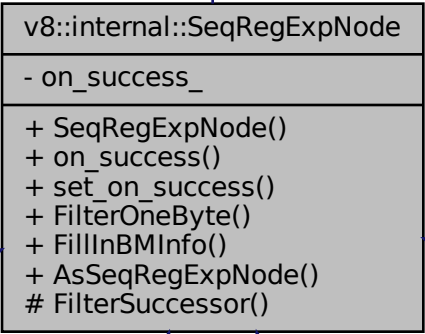 v8::internal::SeqRegExpNode
- on_success_
+ SeqRegExpNode()
+ on_success()
+ set_on_success()
+ FilterOneByte()
+ FillInBMInfo()
+ AsSeqRegExpNode()
# FilterSuccessor()